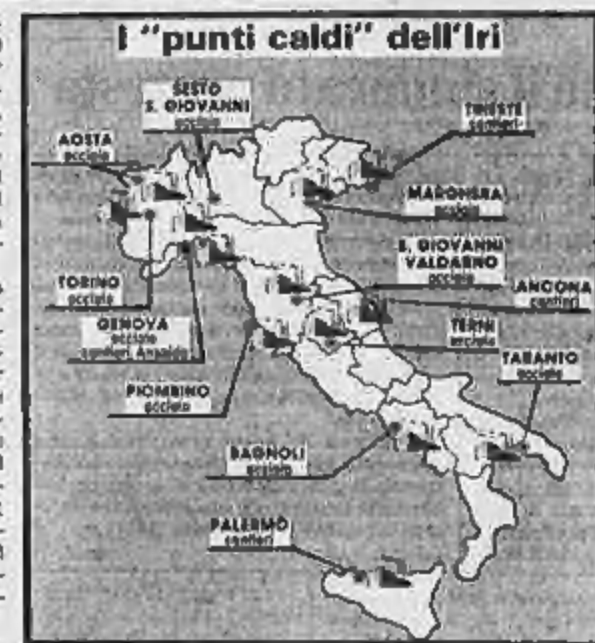 I "punti caldi" dell'Iri
SESTO
S. GIOVANNI
acciaio
TRIESTE
cantieri
AOSTA
acciaio
MARGHERA
acciaio
S. GIOVANNI
VALDARNO
acciaio
ANCONA
cantieri
TORINO
acciaio
GENOVA
acciaio
cantieri Ansaldo
TERNI
acciaio
TARANTO
acciaio
PIOMBINO
acciaio
BAGNOLI
acciaio
PALERMO
cantieri